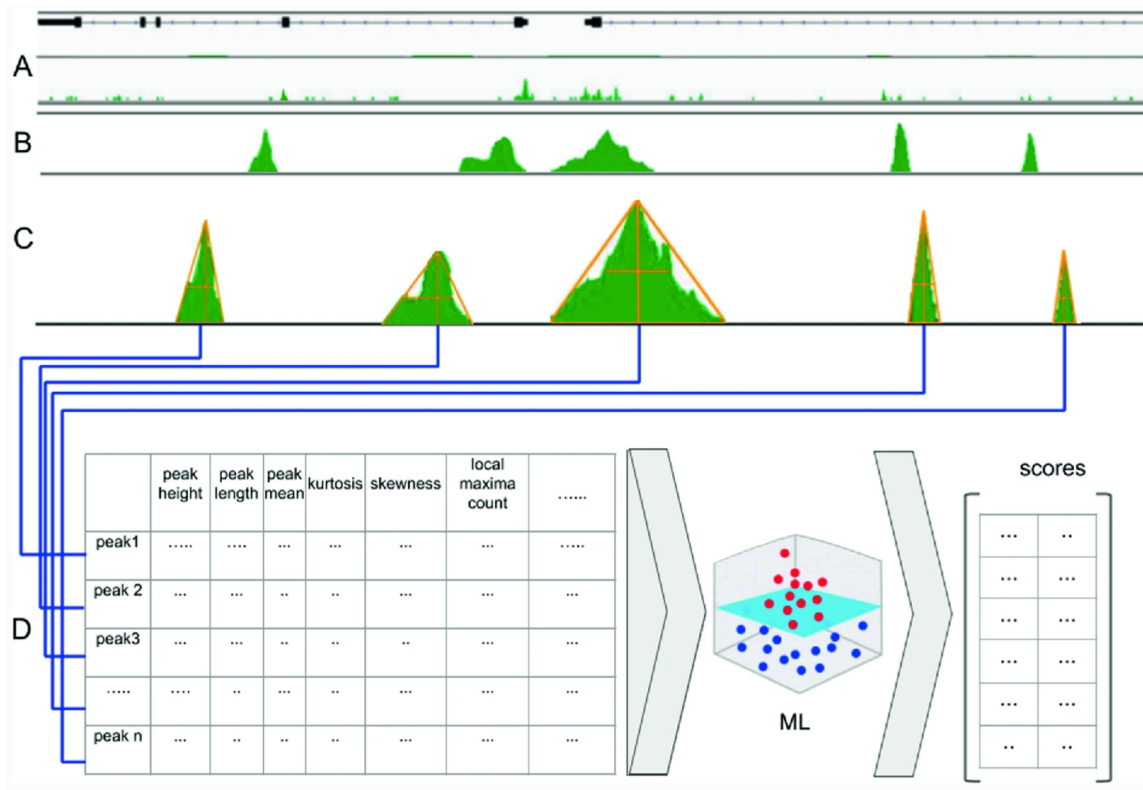 A
B
C
D
peak height
peak length
peak mean
kurtosis
skewness
local maxima count
......
peak1
..... .... ... ... ... ... .....
peak 2
... ... .. .. ... ... ...
peak3
... ... .. .. .. ... ...
..... .... .. ... .. ... ... ...
peak n
... .. .. .. ... ... ...
ML
scores
... ..
... ...
... ...
... ...
... ...
.. ..